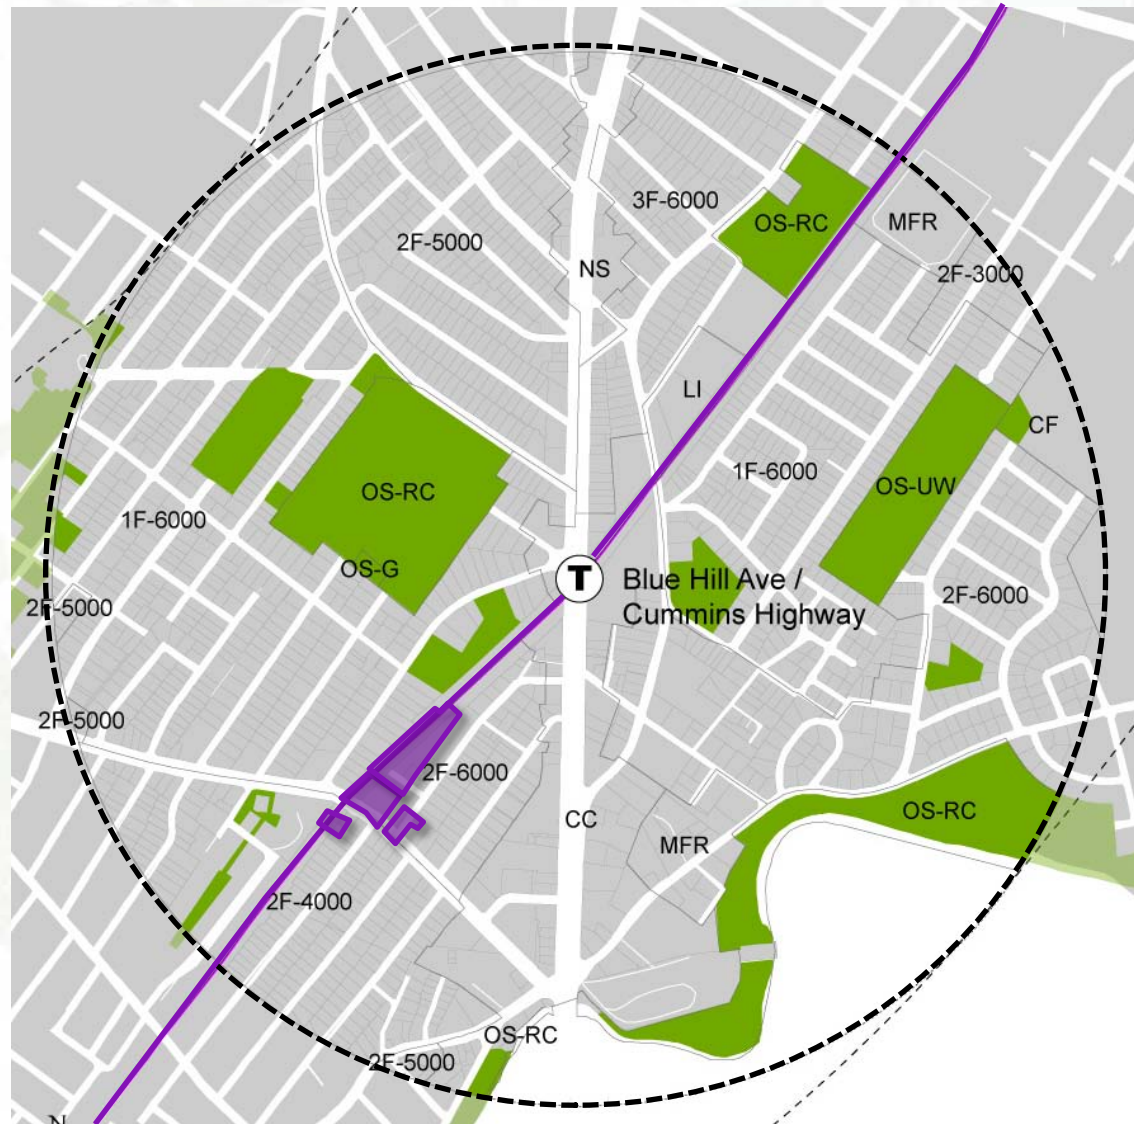 3F-6000
OS-RC
MFR
2F-5000
NS
2F-3000
LI
CF
1F-6000
OS-UW
OS-RC
1F-6000
OS-G
T
Blue Hill Ave /
Cummins Highway
2F-6000
2F-5000
2F-5000
2F-6000
OS-RC
CC
MFR
2F-4000
OS-RC
2F-5000
N